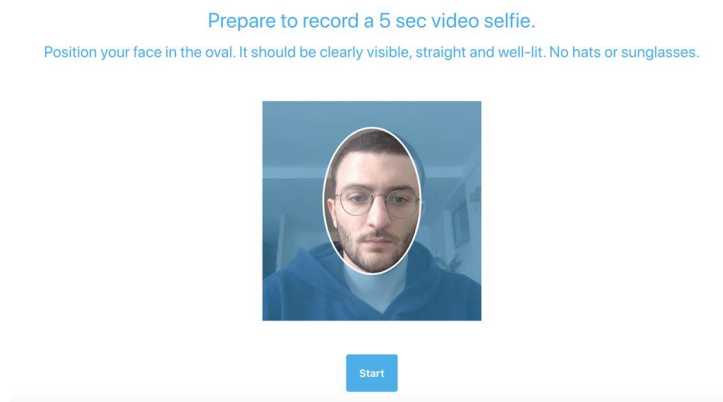 Prepare to record a 5 sec video selfie.
Position your face in the oval. It should be clearly visible, straight and well-lit. No hats or sunglasses.
Start